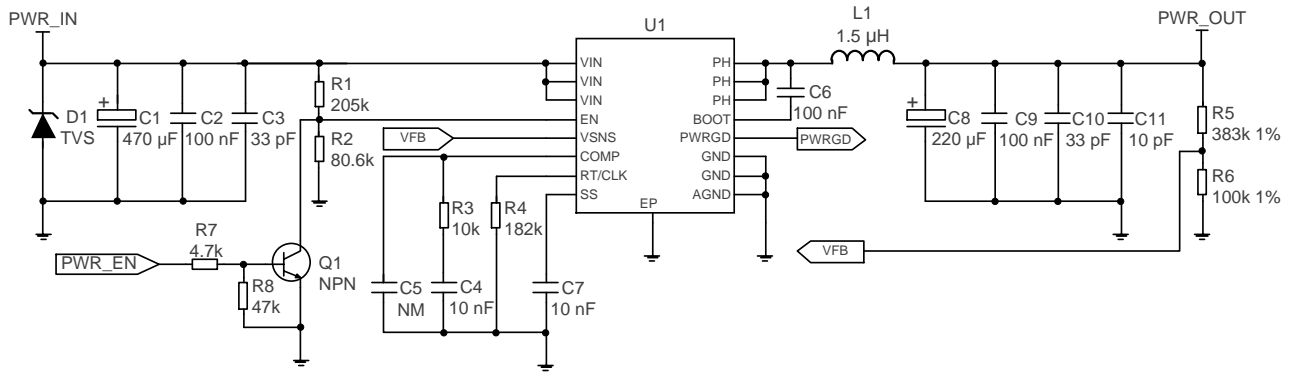 PWR_IN
D1
TVS
C1
470 µF
C2
100 nF
C3
33 pF
R1
205k
R2
80.6k
VFB
U1
VIN
VIN
VIN
EN
VSNS
COMP
RT/CLK
SS
EP
PH
PH
PH
BOOT
PWRGD
GND
GND
AGND
L1
1.5 µH
C6
100 nF
PWRGD
PWR_OUT
C8
220 µF
C9
100 nF
C10
33 pF
C11
10 pF
R5
383k 1%
R6
100k 1%
VFB
PWR_EN
R7
4.7k
R8
47k
Q1
NPN
C5
NM
R3
10k
C4
10 nF
R4
182k
C7
10 nF